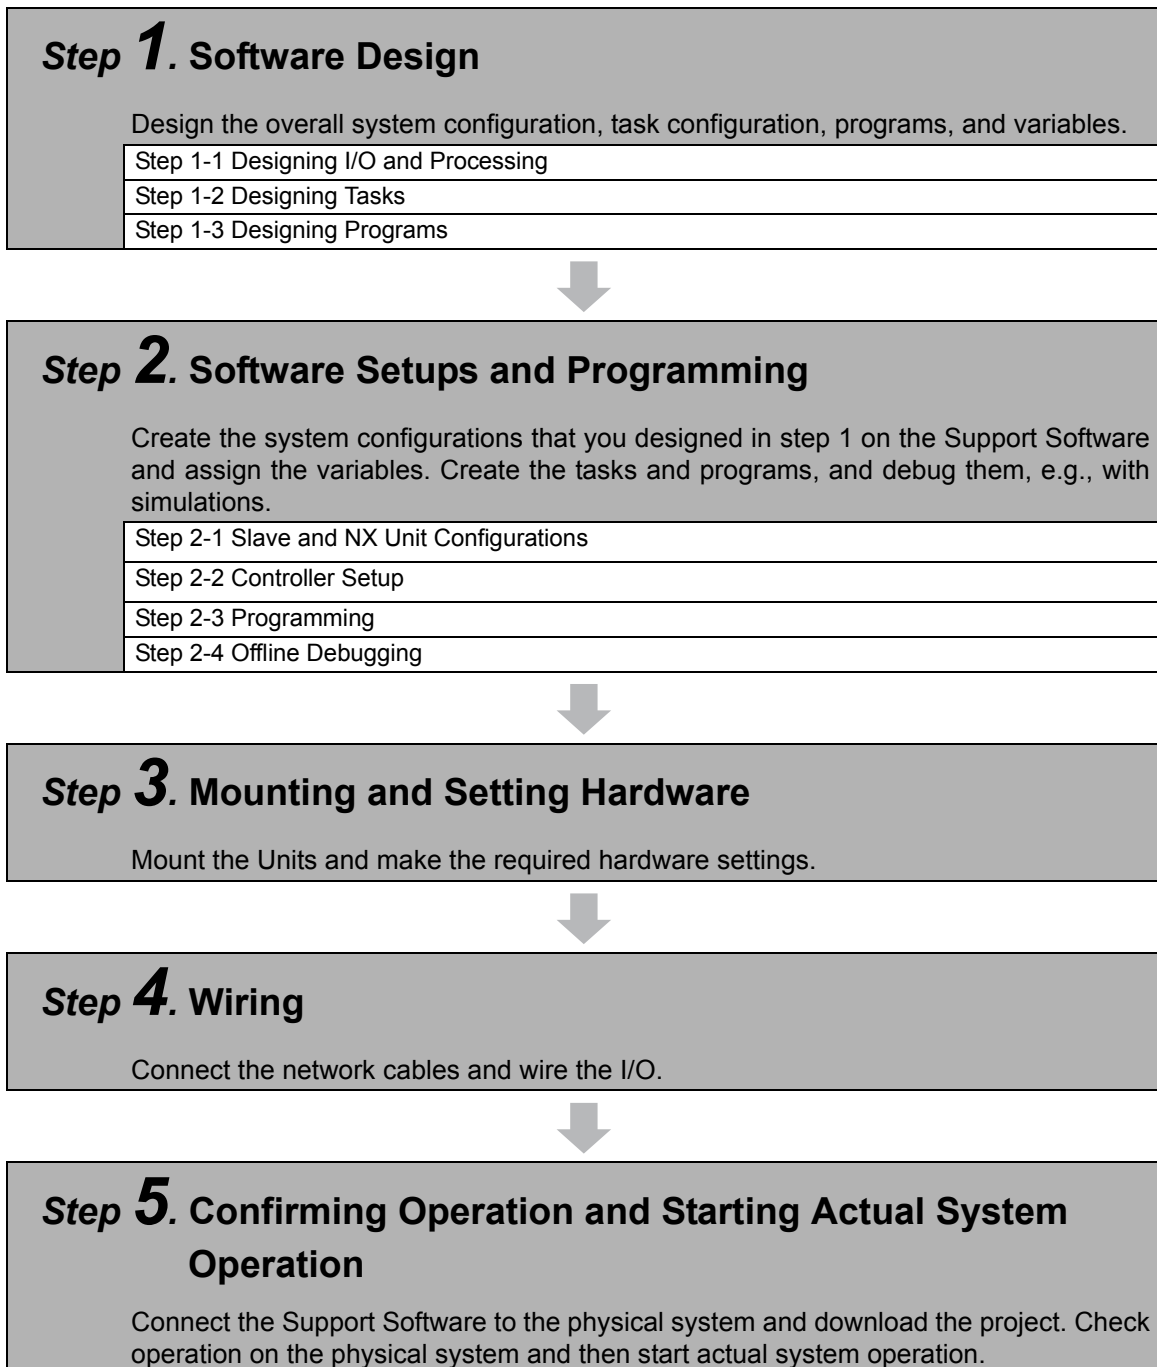 Step 1. Software Design
Design the overall system configuration, task configuration, programs, and variables.
Step 1-1 Designing I/O and Processing
Step 1-2 Designing Tasks
Step 1-3 Designing Programs
Step 2. Software Setups and Programming
Create the system configurations that you designed in step 1 on the Support Software
and assign the variables. Create the tasks and programs, and debug them, e.g., with
simulations.
Step 2-1 Slave and NX Unit Configurations
Step 2-2 Controller Setup
Step 2-3 Programming
Step 2-4 Offline Debugging
Step 3. Mounting and Setting Hardware
Mount the Units and make the required hardware settings.
Step 4. Wiring
Connect the network cables and wire the I/O.
Step 5. Confirming Operation and Starting Actual System
Operation
Connect the Support Software to the physical system and download the project. Check
operation on the physical system and then start actual system operation.